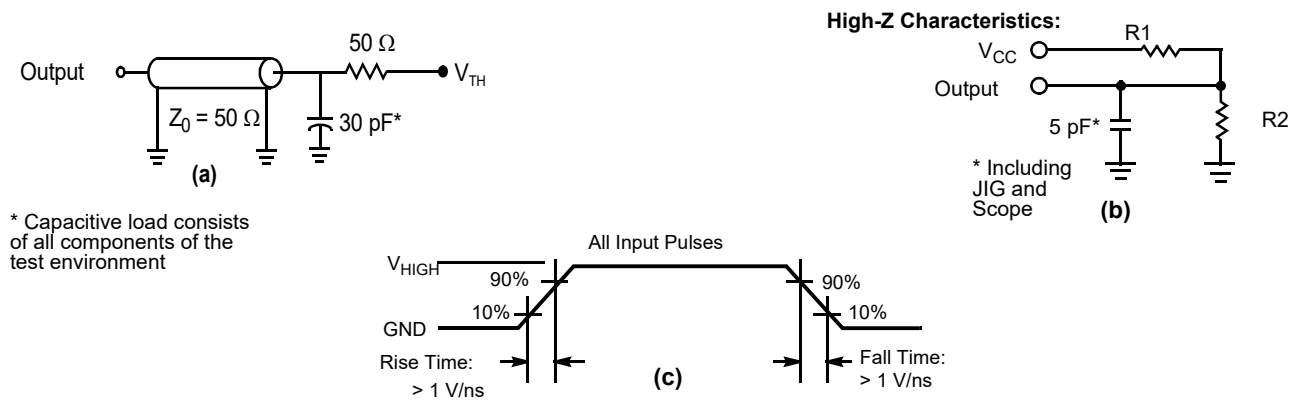 50 Ω
Output
V_TH
Z_0 = 50 Ω
30 pF*
(a)
* Capacitive load consists
of all components of the
test environment
High-Z Characteristics:
R1
V_CC
Output
R2
5 pF*
* Including
JIG and
Scope
(b)
All Input Pulses
V_HIGH
90%
90%
10%
10%
GND
Rise Time:
> 1 V/ns
(c)
Fall Time:
> 1 V/ns